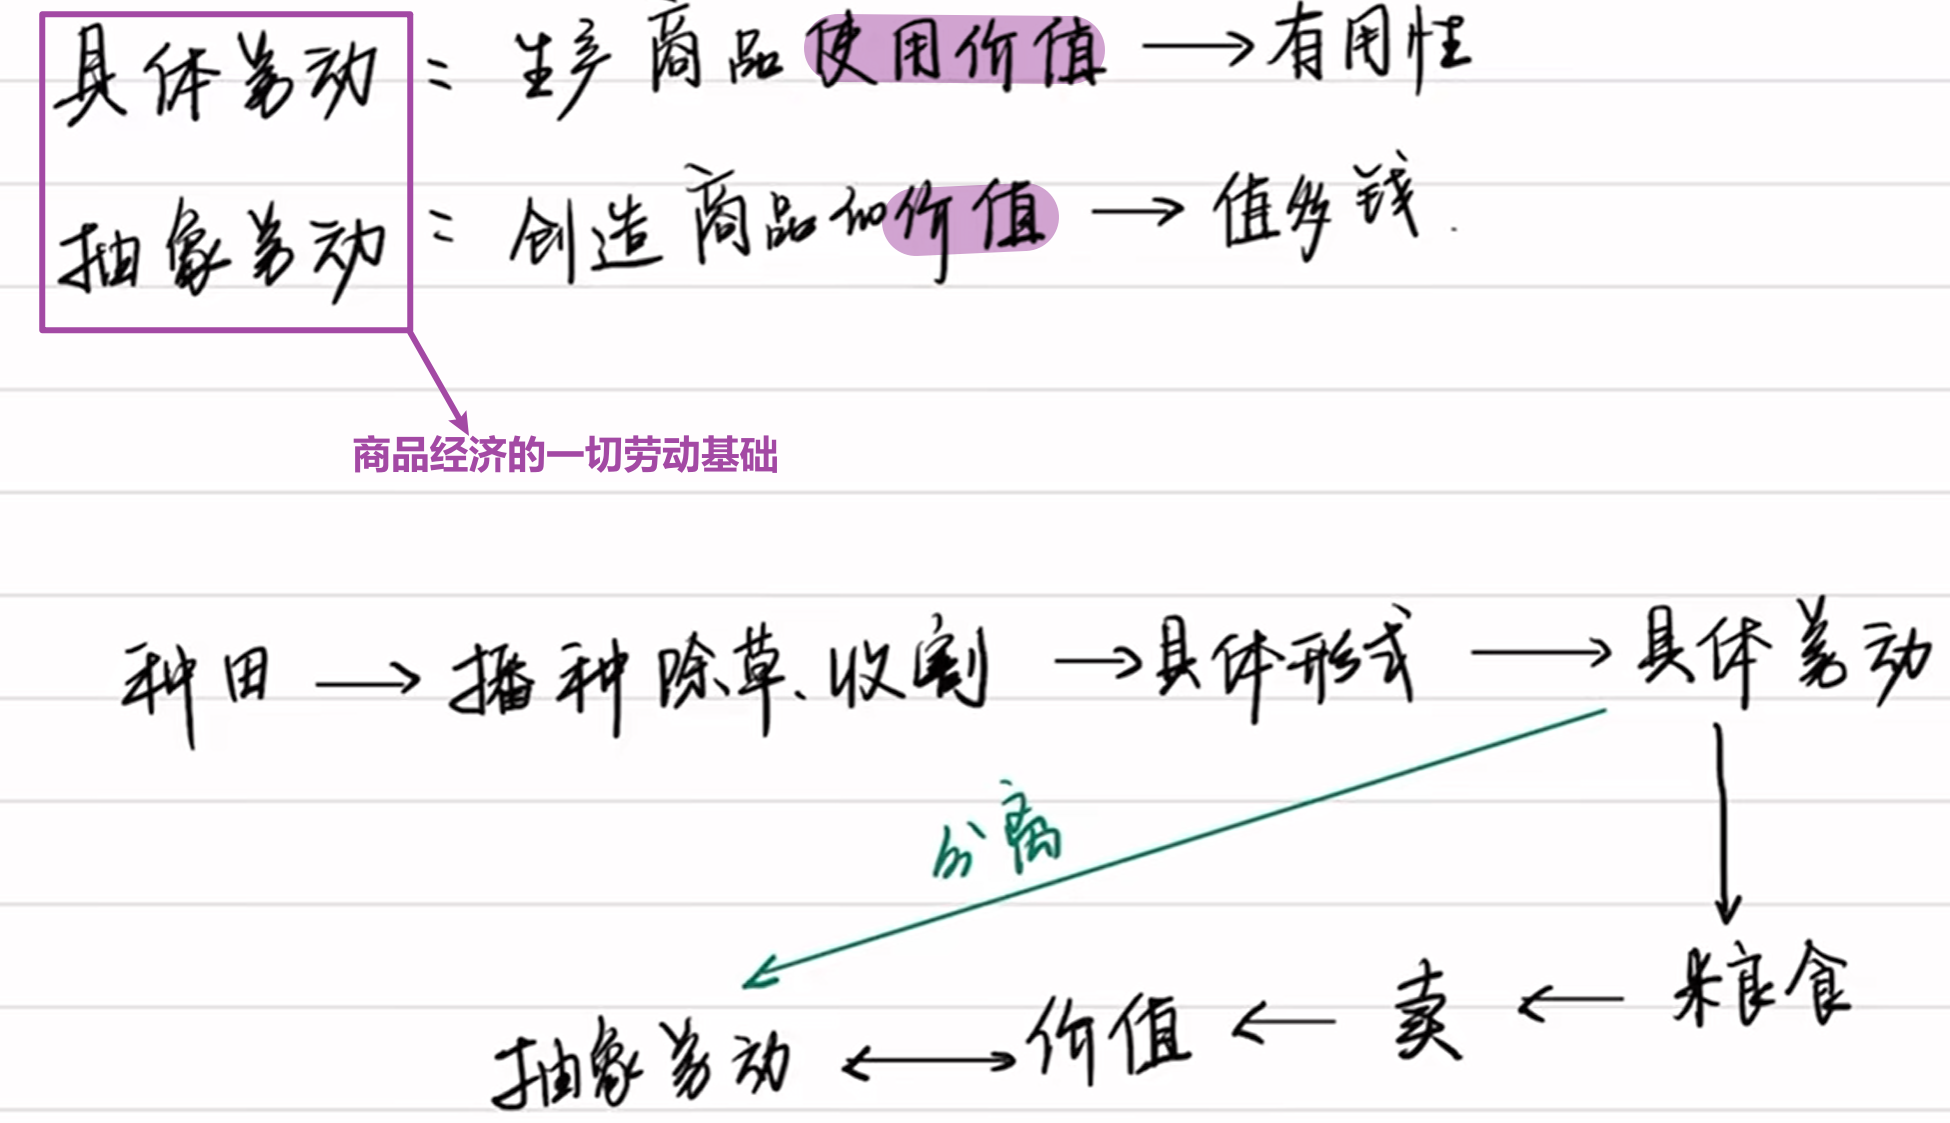 具体劳动 = 生产商品使用价值 → 有用性
抽象劳动 = 创造商品的价值 → 值多钱.
商品经济的一切劳动基础
种田 → 播种除草、收割 → 具体形式 → 具体劳动
分离
抽象劳动 ↔ 价值 ← 卖 ← 粮食